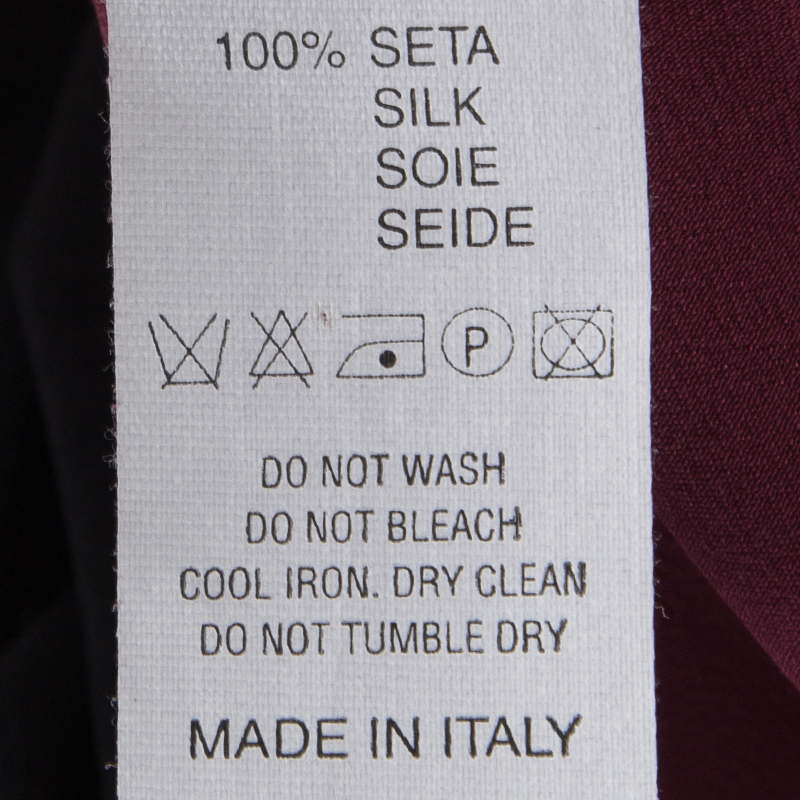 100% SETA
SILK
SOIE
SEIDE
P
DO NOT WASH
DO NOT BLEACH
COOL IRON. DRY CLEAN
DO NOT TUMBLE DRY
MADE IN ITALY